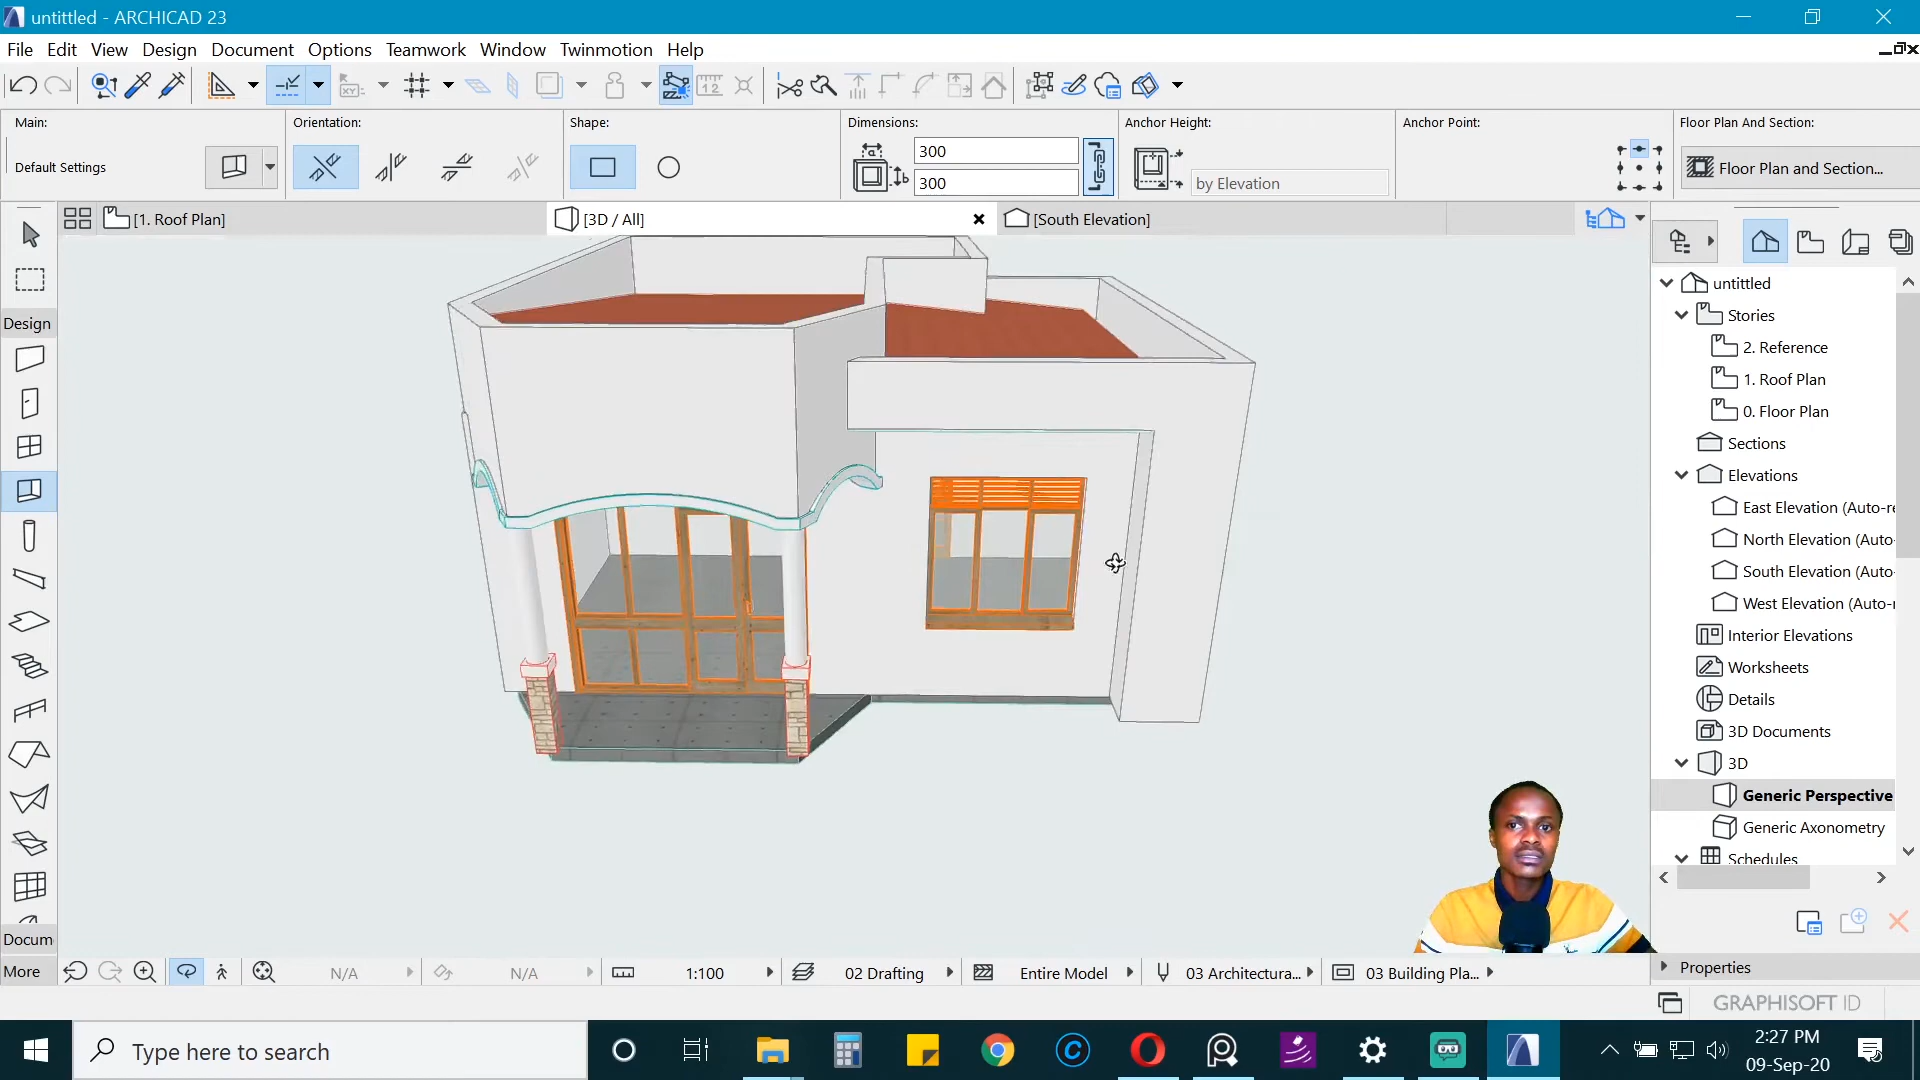 untittled - ARCHICAD 23
File Edit View Design Document Options Teamwork Window Twinmotion Help
Main:
Orientation:
Shape:
Dimensions:
Anchor Height:
Anchor Point:
Floor Plan And Section:
Default Settings
300
300
by Elevation
Floor Plan and Section...
[1. Roof Plan]
[3D / All]
[South Elevation]
Design
untitled
Stories
2. Reference
1. Roof Plan
0. Floor Plan
Sections
Elevations
East Elevation (Auto-re
North Elevation (Auto-
South Elevation (Auto-
West Elevation (Auto-r
Interior Elevations
Worksheets
Details
3D Documents
3D
Generic Perspective
Generic Axonometry
Schedules
Docum
More
N/A
N/A
1:100
02 Drafting
Entire Model
03 Architectura...
03 Building Pla...
Properties
GRAPHISOFT ID
Type here to search
2:27 PM
09-Sep-20